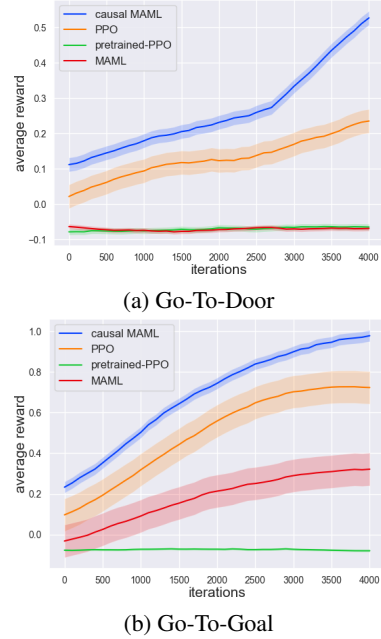 causal MAML
PPO
pretrained-PPO
MAML
average reward
0.5
0.4
0.3
0.2
0.1
0.0
−0.1
0 500 1000 1500 2000 2500 3000 3500 4000
iterations
(a) Go-To-Door
causal MAML
PPO
pretrained-PPO
MAML
average reward
1.0
0.8
0.6
0.4
0.2
0.0
0 500 1000 1500 2000 2500 3000 3500 4000
iterations
(b) Go-To-Goal